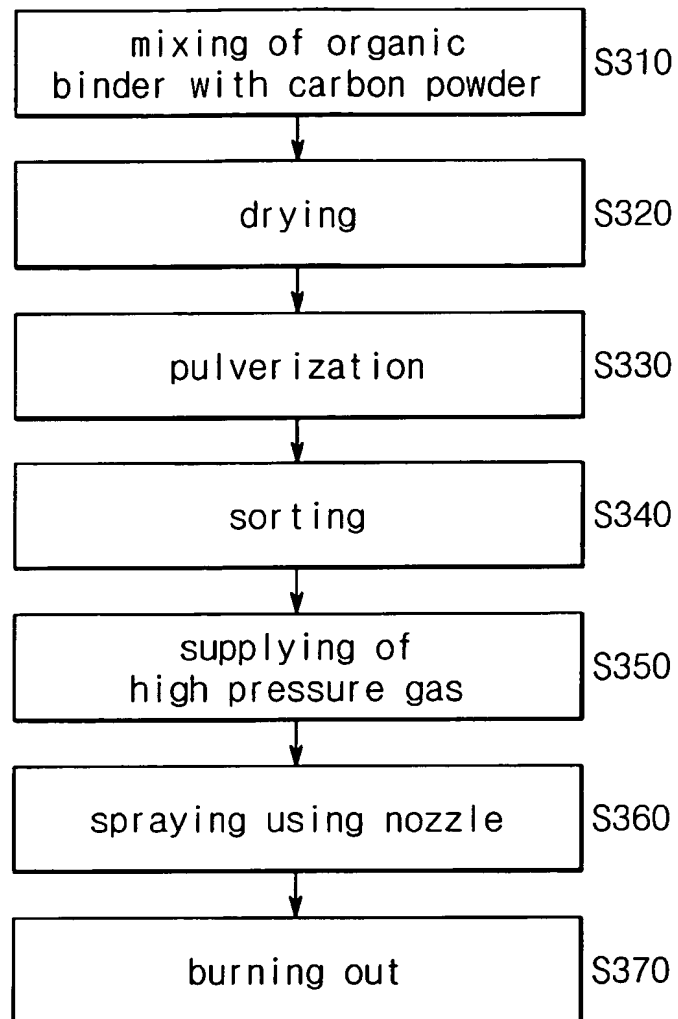 mixing of organic
binder with carbon powder
S310
drying
S320
pulverization
S330
sorting
S340
supplying of
high pressure gas
S350
spraying using nozzle
S360
burning out
S370